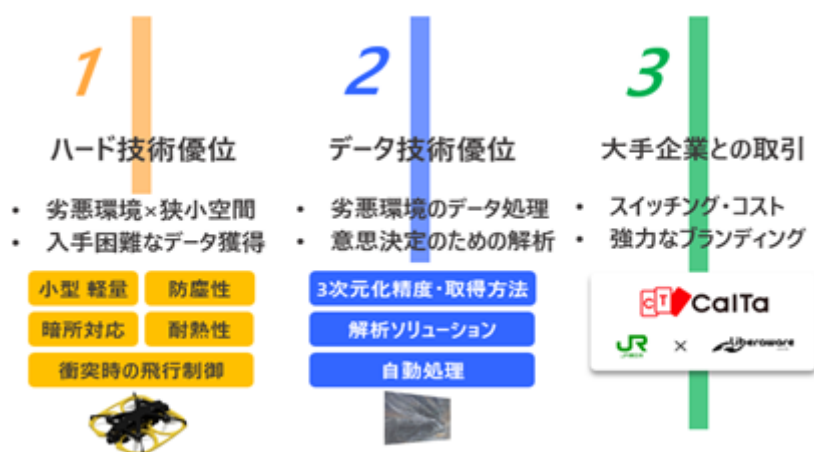 1
ハード技術優位
• 劣悪環境×狭小空間
• 入手困難なデータ獲得
小型 軽量
防塵性
暗所対応
耐熱性
衝突時の飛行制御
2
データ技術優位
• 劣悪環境のデータ処理
• 意思決定のための解析
3次元化精度・取得方法
解析ソリューション
自動処理
3
大手企業との取引
• スイッチング・コスト
• 強力なブランディング
CT CalTa
JR × Liberaware